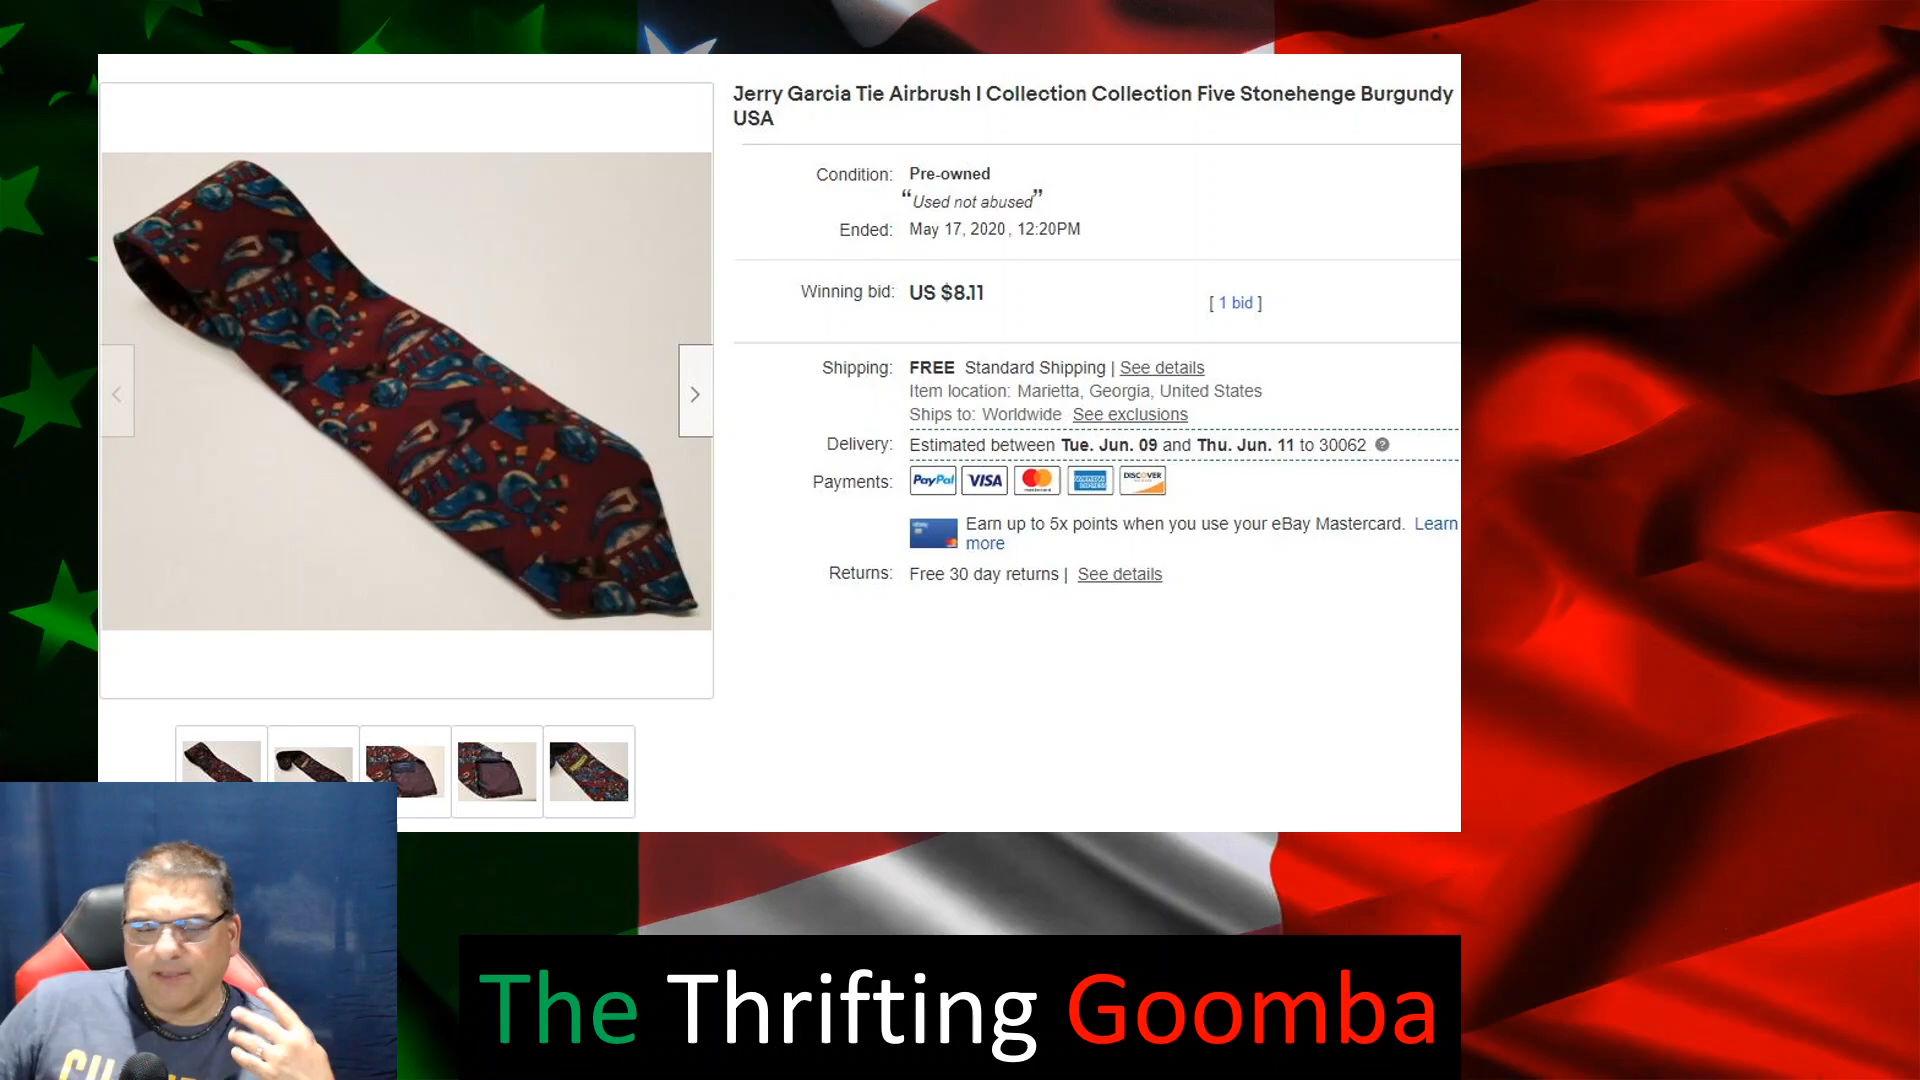 Jerry Garcia Tie Airbrush I Collection Collection Five Stonehenge Burgundy
USA
Condition: Pre-owned
“Used not abused”
Ended: May 17, 2020 , 12:20PM
Winning bid: US $8.11 [ 1 bid ]
Shipping: FREE Standard Shipping | See details
Item location: Marietta, Georgia, United States
Ships to: Worldwide See exclusions
Delivery: Estimated between Tue. Jun. 09 and Thu. Jun. 11 to 30062 ?
Payments: PayPal VISA DISCOVER
Earn up to 5x points when you use your eBay Mastercard. Learn
more
Returns: Free 30 day returns | See details
The Thrifting Goomba